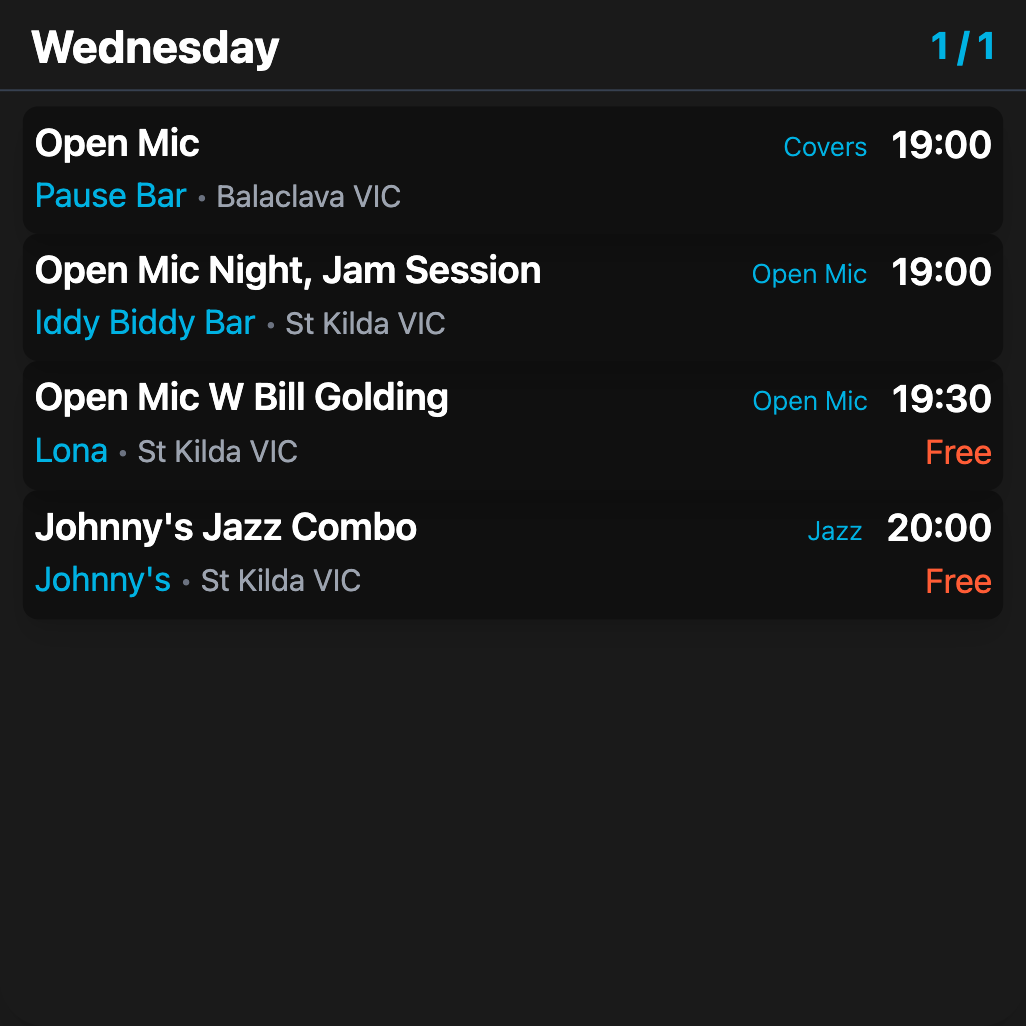 Wednesday 1 / 1
Open Mic Covers 19:00
Pause Bar • Balaclava VIC
Open Mic Night, Jam Session Open Mic 19:00
Iddy Biddy Bar • St Kilda VIC
Open Mic W Bill Golding Open Mic 19:30
Lona • St Kilda VIC Free
Johnny's Jazz Combo Jazz 20:00
Johnny's • St Kilda VIC Free